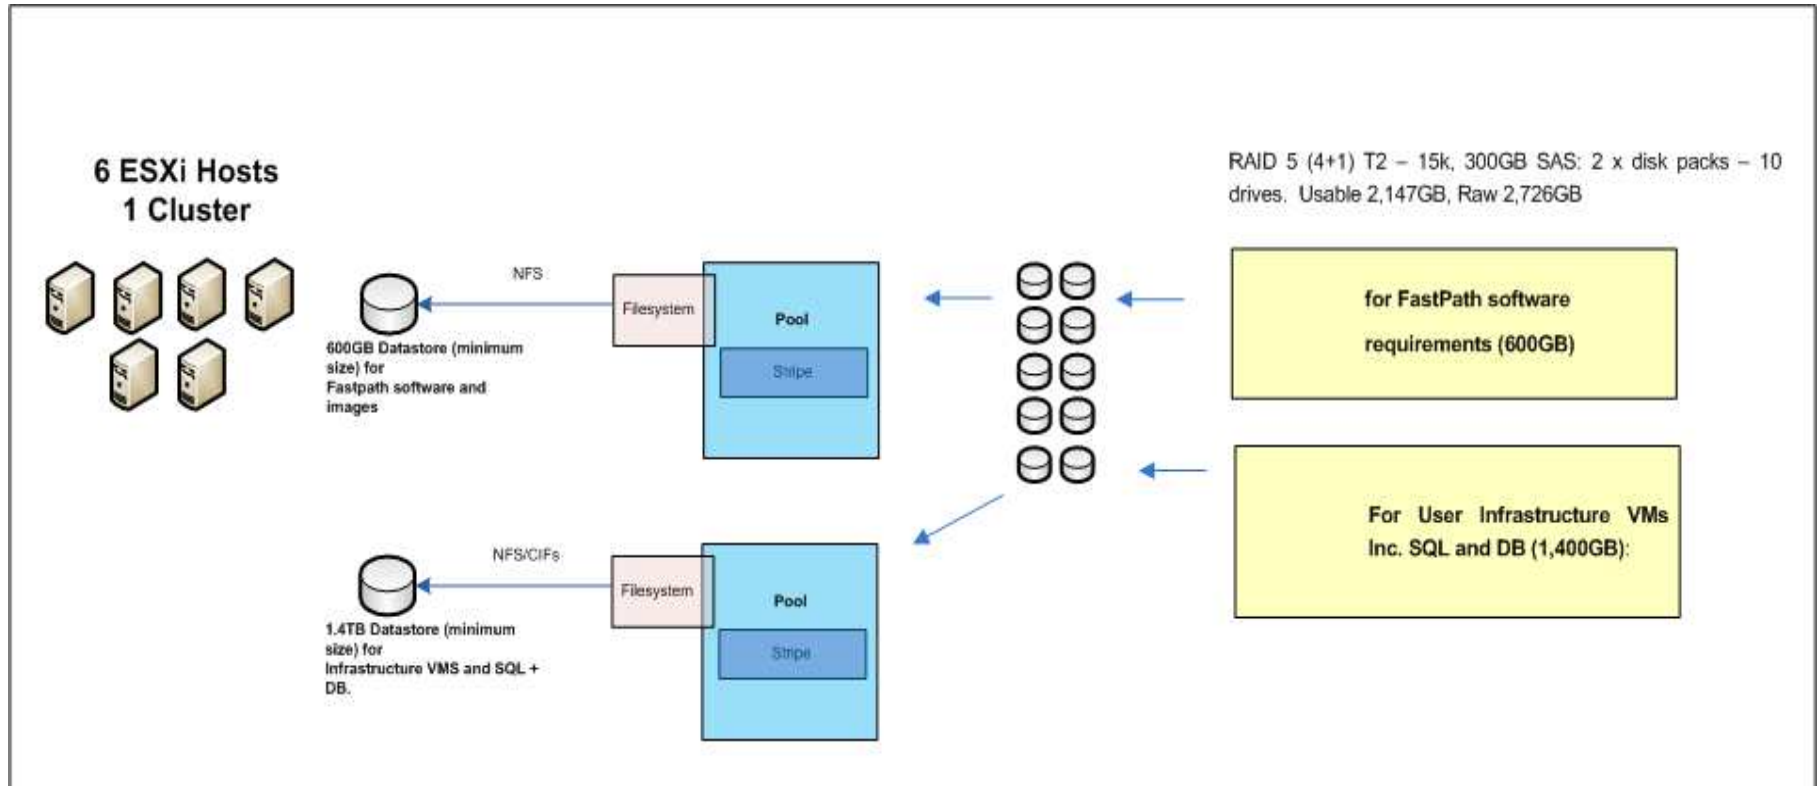 6 ESXi Hosts
1 Cluster
RAID 5 (4+1) T2 – 15k, 300GB SAS: 2 x disk packs – 10
drives. Usable 2,147GB, Raw 2,726GB
NFS
Filesystem
Pool
Stripe
600GB Datastore (minimum
size) for
Fastpath software and
images
for FastPath software
requirements (600GB)
For User Infrastructure VMs
Inc. SQL and DB (1,400GB):
NFS/CIFs
Filesystem
Pool
Stripe
1.4TB Datastore (minimum
size) for
Infrastructure VMS and SQL +
DB.